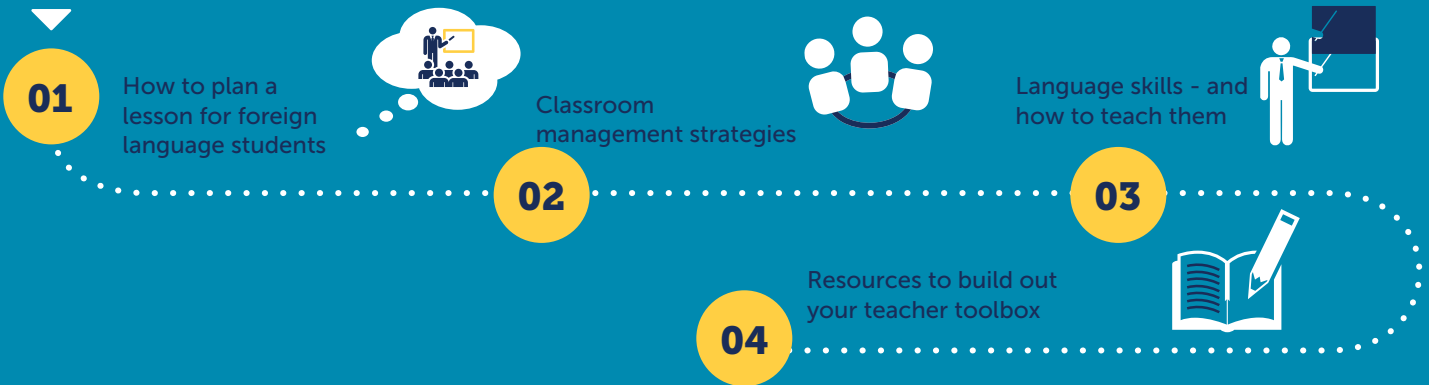 01
How to plan a
lesson for foreign
language students
02
Classroom
management strategies
03
Language skills - and
how to teach them
04
Resources to build out
your teacher toolbox